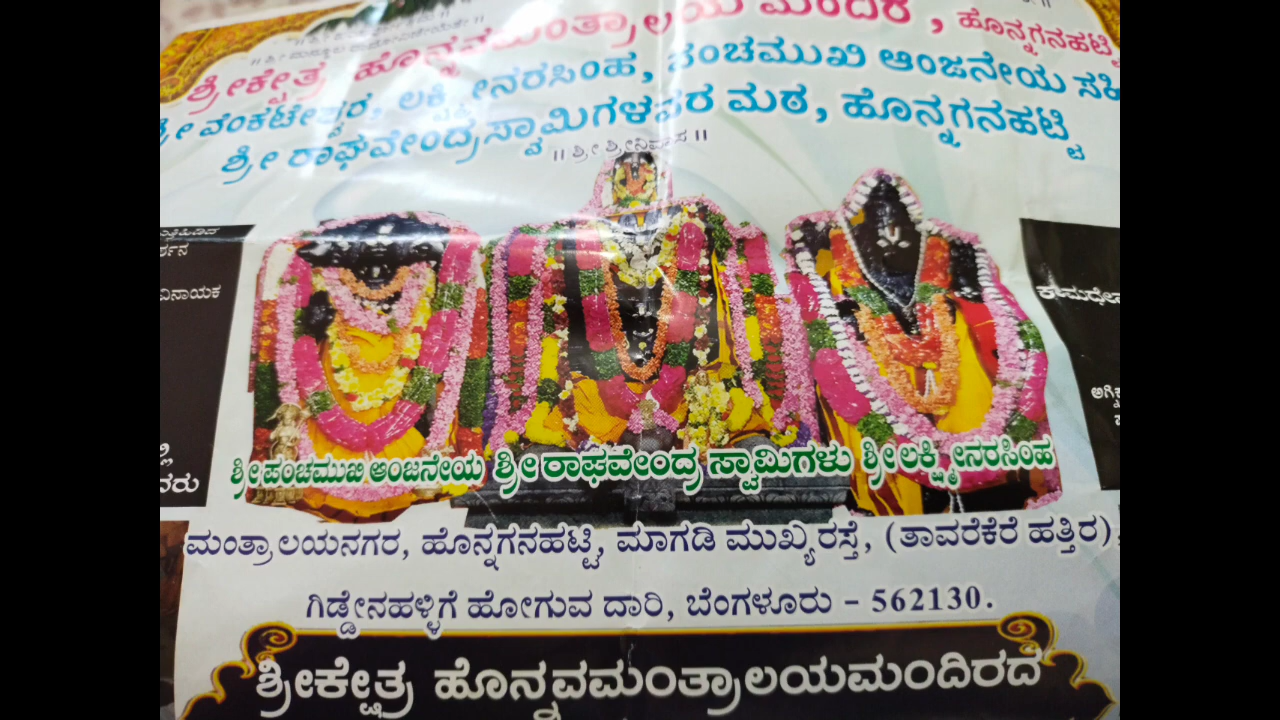 ಶ್ರೀಕ್ಷೇತ್ರ ಹೊನ್ನವಮಂತ್ರಾಲಯ ಮಂದಿರ, ಹೊನ್ನಗನಹಟ್ಟಿ
ಶ್ರೀ ವೆಂಕಟೇಶ್ವರ, ಲಕ್ಷ್ಮೀನರಸಿಂಹ, ಪಂಚಮುಖಿ ಆಂಜನೇಯ
ಶ್ರೀ ರಾಘವೇಂದ್ರಸ್ವಾಮಿಗಳವರ ಮಠ, ಹೊನ್ನಗನಹಟ್ಟಿ
॥ ಶ್ರೀ ಶ್ರೀನಿವಾಸ ॥
ಶ್ರೀಪಂಚಮುಖಿ ಆಂಜನೇಯ ಶ್ರೀರಾಘವೇಂದ್ರ ಸ್ವಾಮಿಗಳು ಶ್ರೀಲಕ್ಷ್ಮೀನರಸಿಂಹ
ಮಂತ್ರಾಲಯನಗರ, ಹೊನ್ನಗನಹಟ್ಟಿ, ಮಾಗಡಿ ಮುಖ್ಯರಸ್ತೆ, (ತಾವರೆಕೆರೆ ಹತ್ತಿರ),
ಗಿಡ್ಡೇನಹಳ್ಳಿಗೆ ಹೋಗುವ ದಾರಿ, ಬೆಂಗಳೂರು – 562130.
ಶ್ರೀಕ್ಷೇತ್ರ ಹೊನ್ನವಮಂತ್ರಾಲಯಮಂದಿರದ